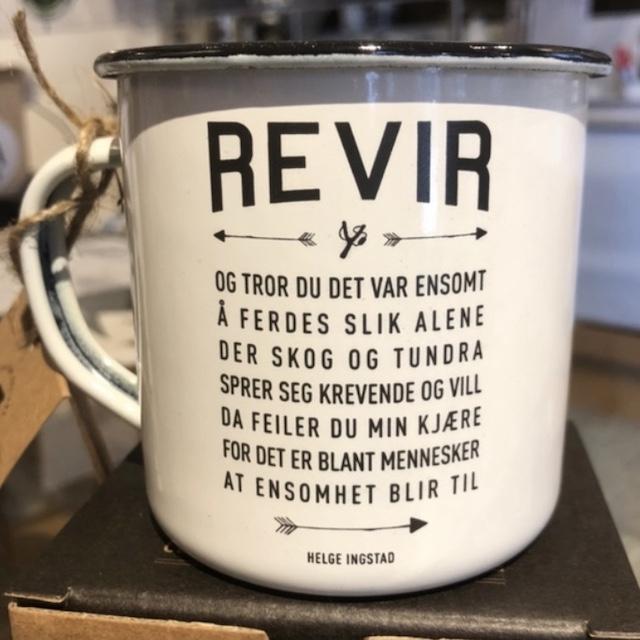 REVIR
OG TROR DU DET VAR ENSOMT
Å FERDES SLIK ALENE
DER SKOG OG TUNDRA
SPRER SEG KREVENDE OG VILL
DA FEILER DU MIN KJÆRE
FOR DET ER BLANT MENNESKER
AT ENSOMHET BLIR TIL
HELGE INGSTAD